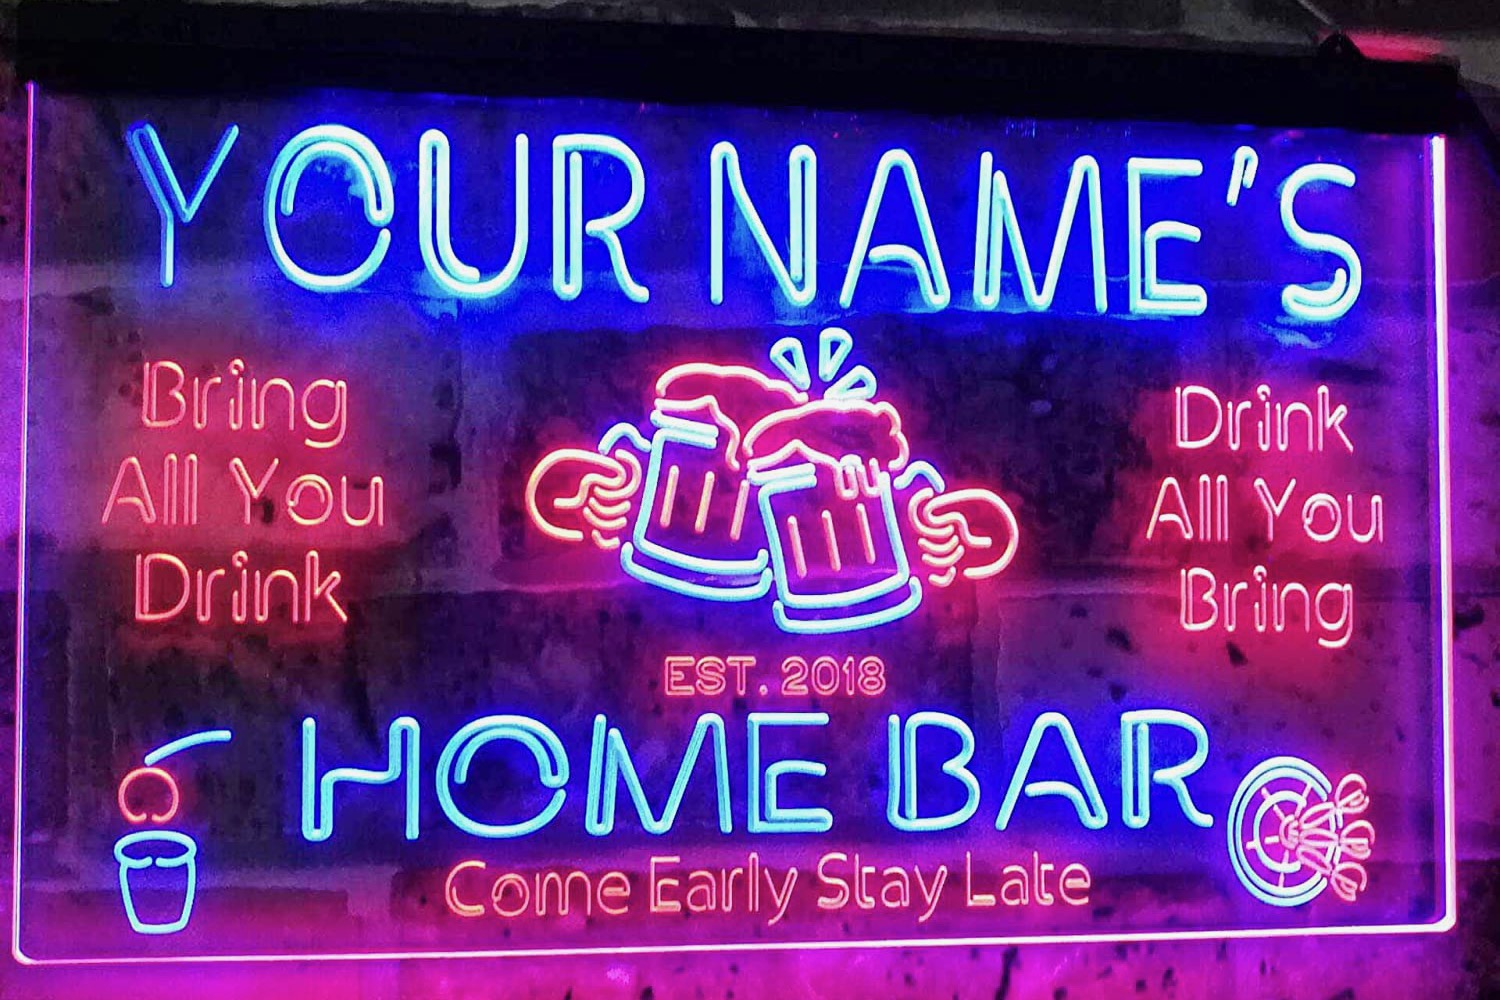 YOUR NAME'S
Bring
All You
Drink
Drink
All You
Bring
EST. 2018
HOME BAR
Come Early Stay Late